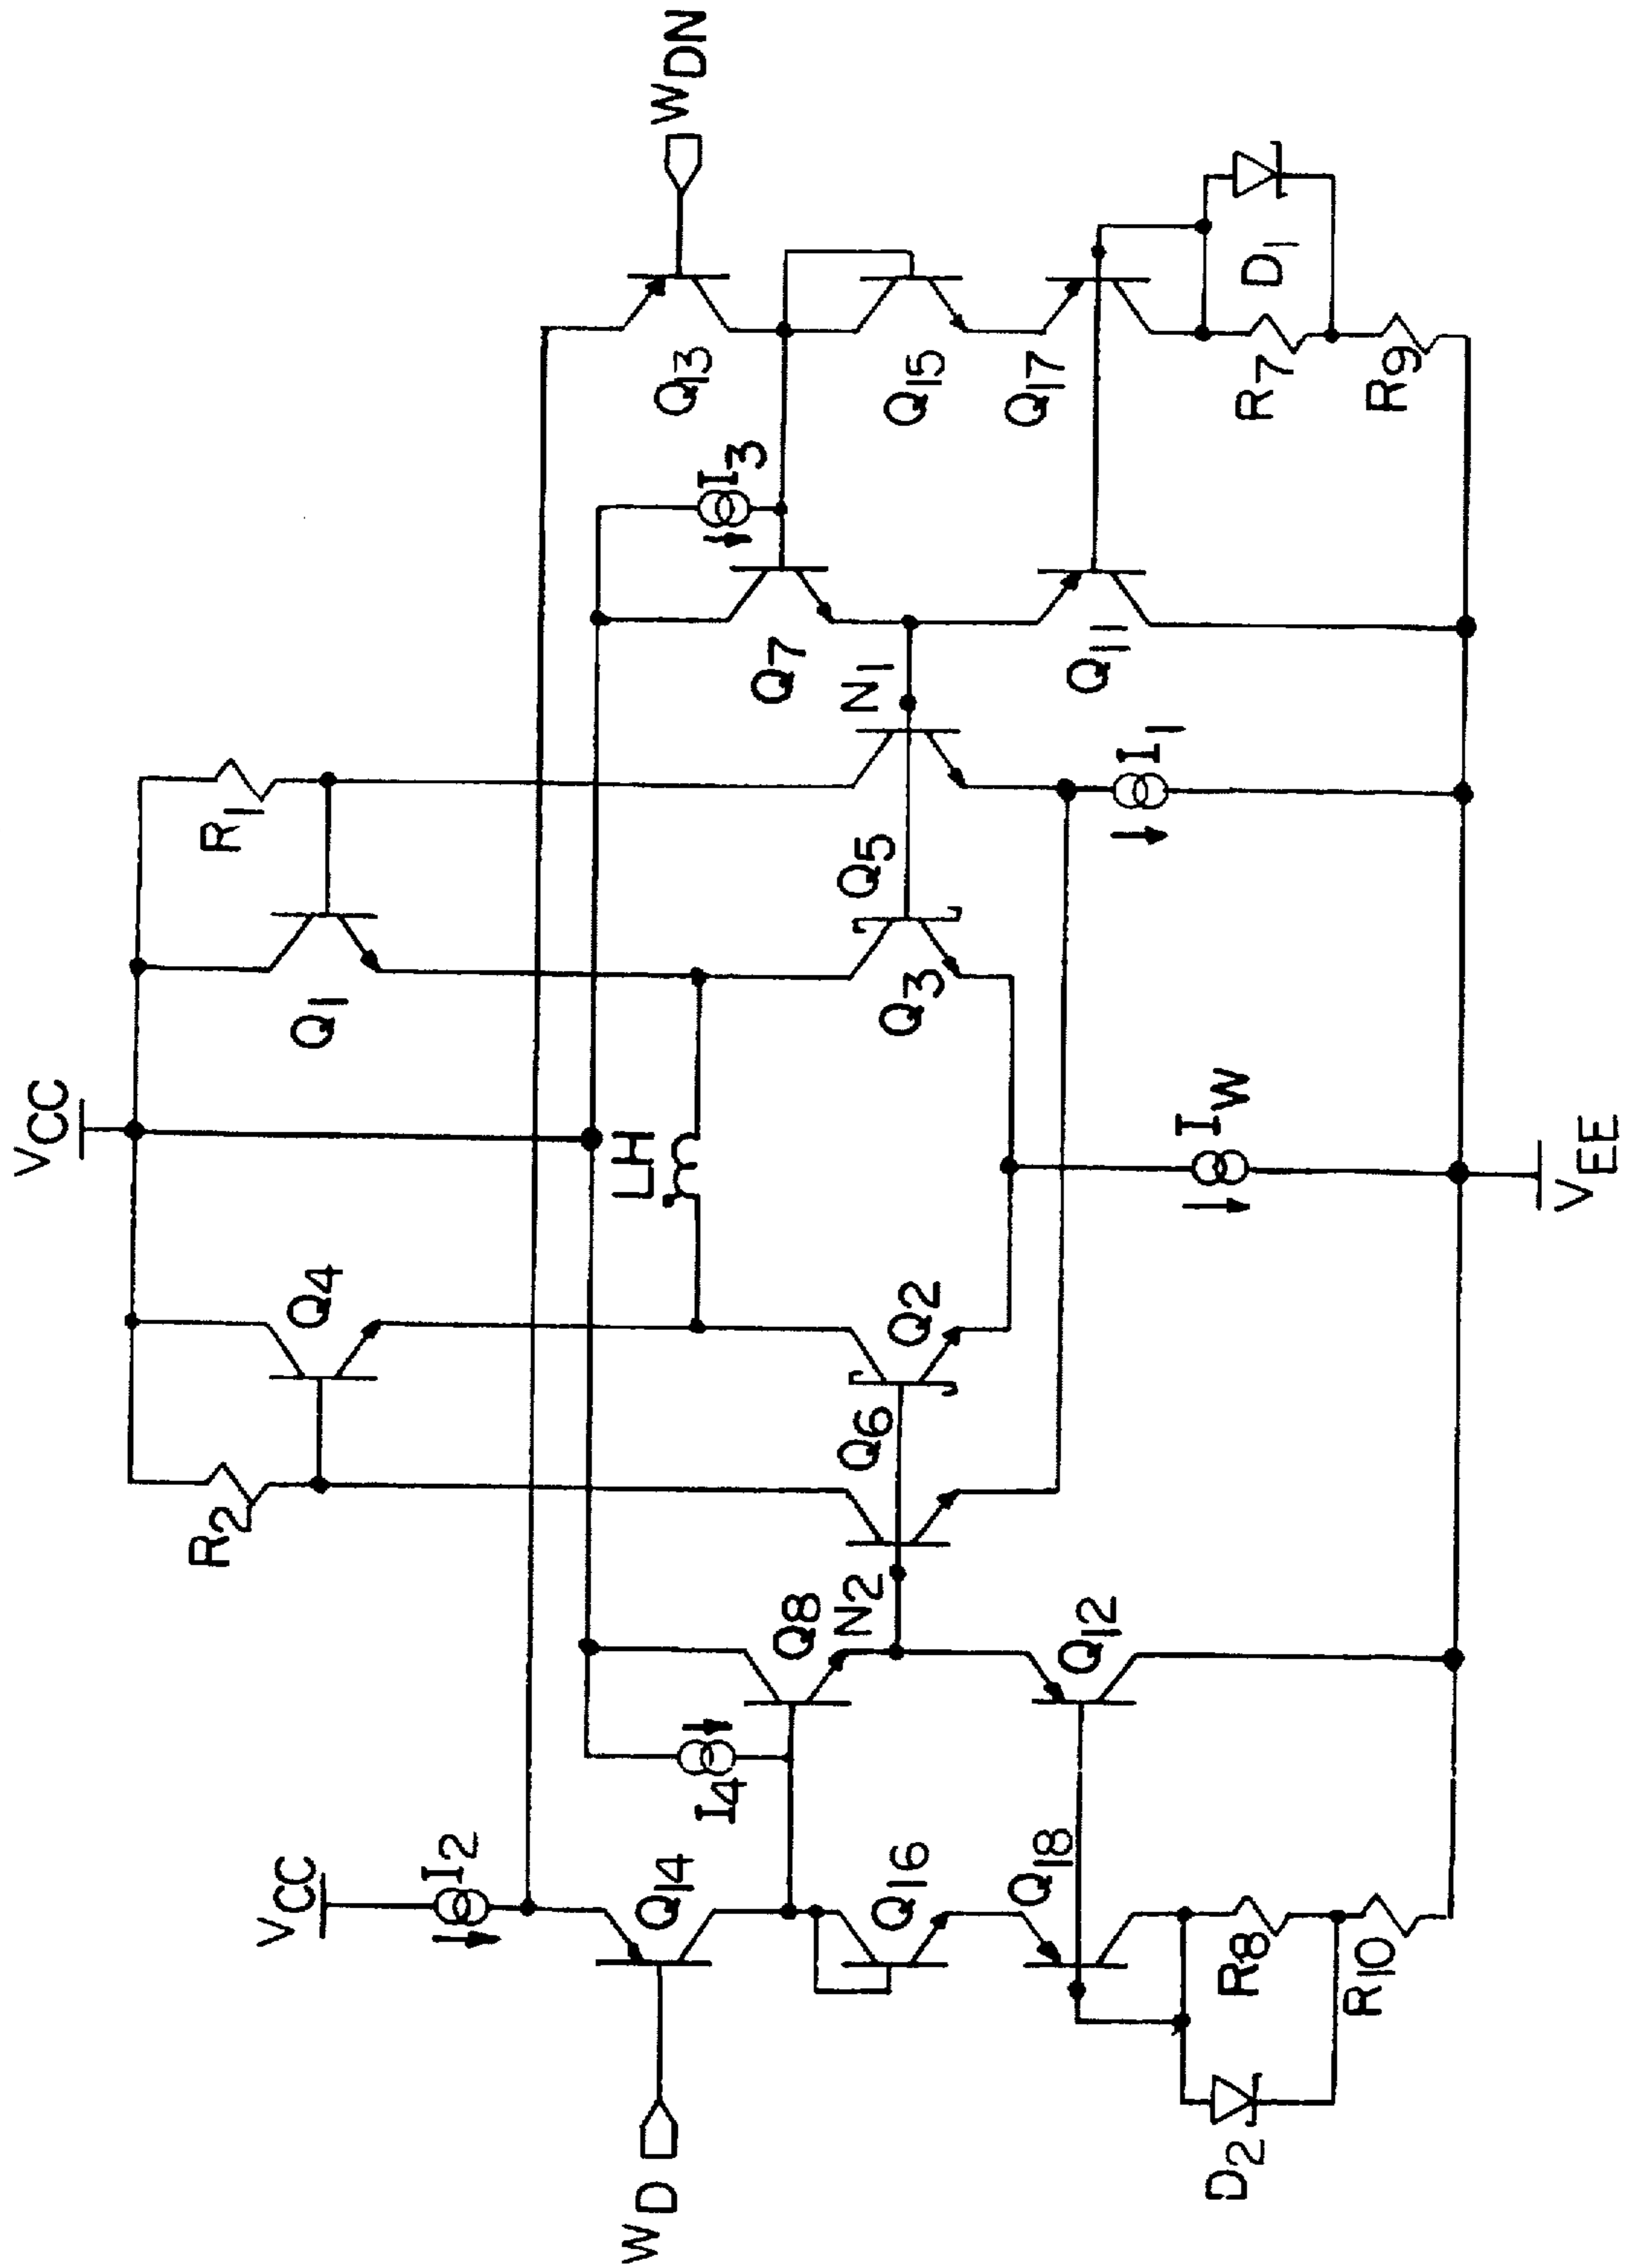 VCC
R2
Q4
Q1
R1
VCC
I2
WD
Q14
I4
Q8
N2
Q6
Q2
LH
Q3
Q5
N1
Q7
I3
Q13
WDN
Q16
Q18
Q12
Q15
Q17
Q11
D2
R8
R10
IW
I1
R7
D1
R9
VEE